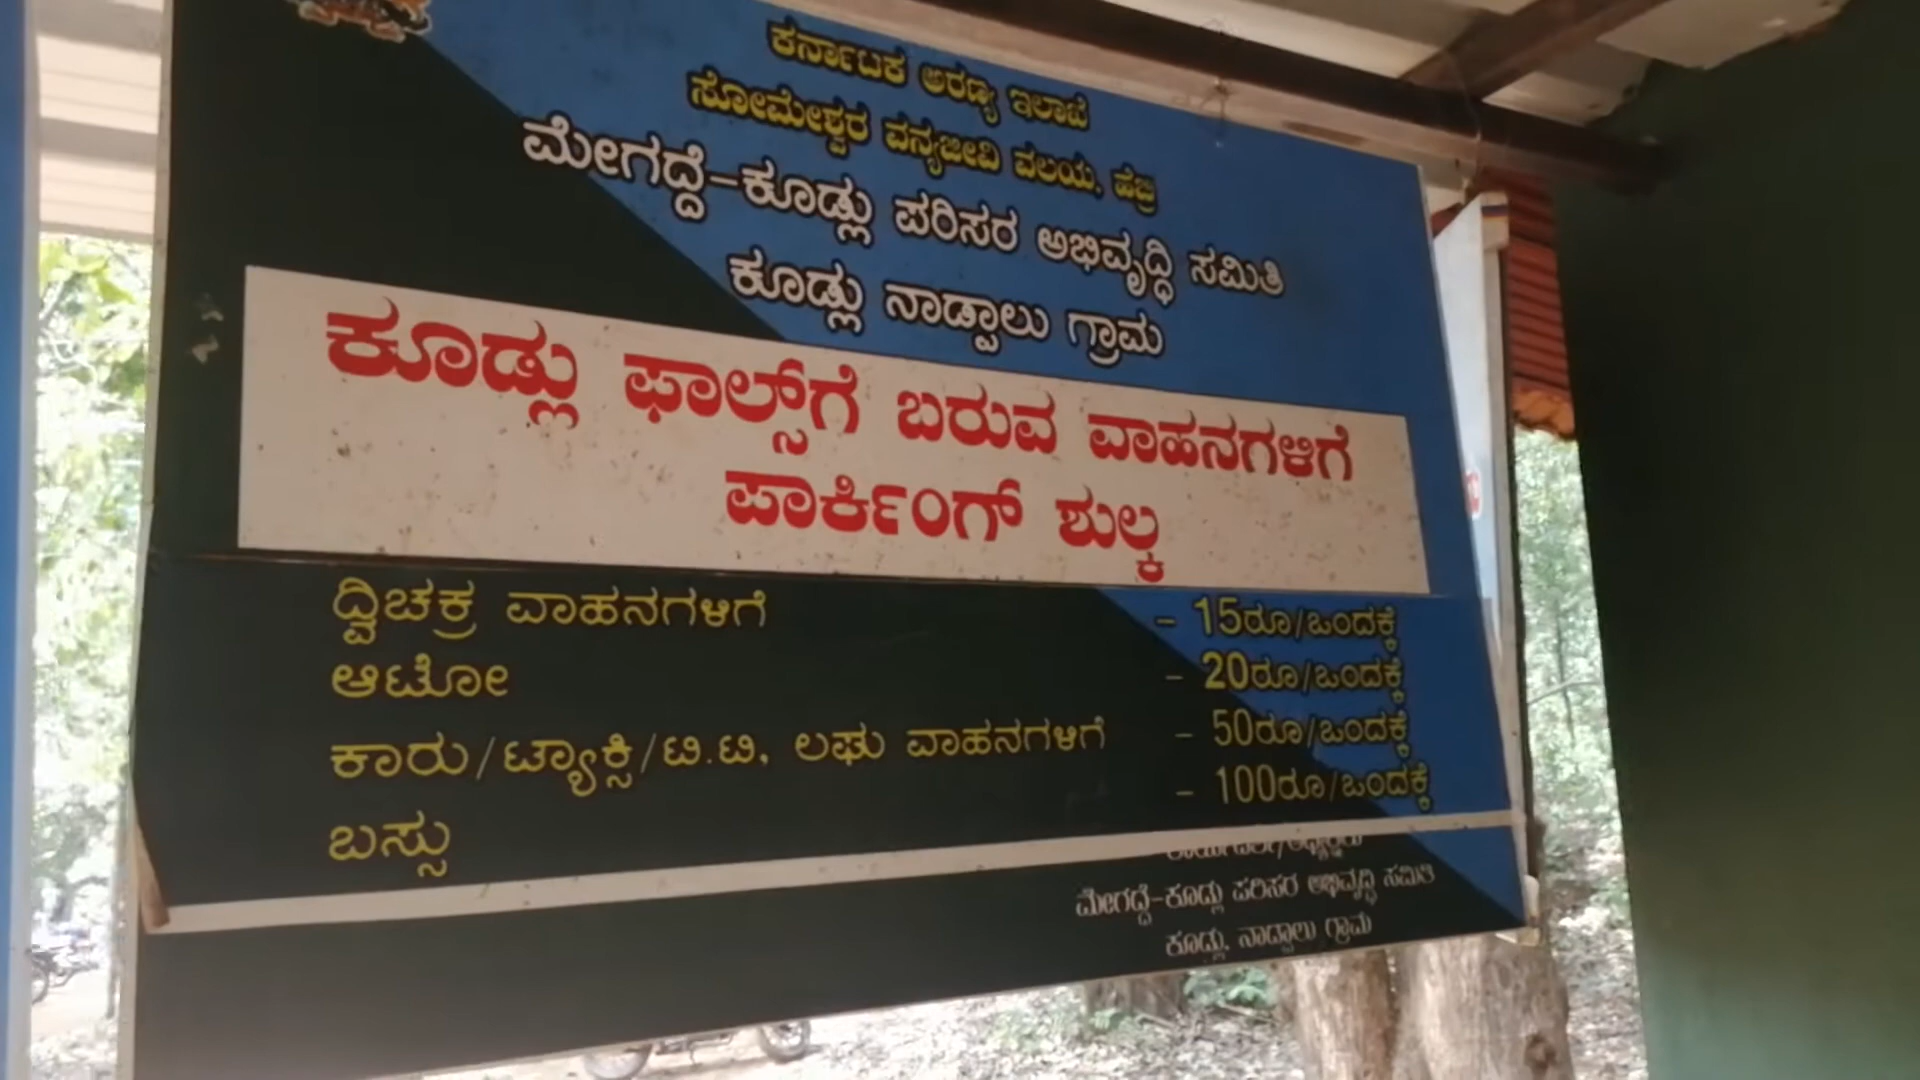 ಕರ್ನಾಟಕ ಅರಣ್ಯ ಇಲಾಖೆ
ಸೋಮೇಶ್ವರ ವನ್ಯಜೀವಿ ವಲಯ, ಹೆಬ್ರಿ
ಮೇಗದ್ದೆ-ಕೂಡ್ಲು ಪರಿಸರ ಅಭಿವೃದ್ಧಿ ಸಮಿತಿ
ಕೂಡ್ಲು ನಾಡ್ಪಾಲು ಗ್ರಾಮ
ಕೂಡ್ಲು ಫಾಲ್ಸ್‌ಗೆ ಬರುವ ವಾಹನಗಳಿಗೆ
ಪಾರ್ಕಿಂಗ್ ಶುಲ್ಕ
ದ್ವಿಚಕ್ರ ವಾಹನಗಳಿಗೆ - 15ರೂ/ಒಂದಕ್ಕೆ
ಆಟೋ - 20ರೂ/ಒಂದಕ್ಕೆ
ಕಾರು/ಟ್ಯಾಕ್ಸಿ/ಟಿ.ಟಿ, ಲಘು ವಾಹನಗಳಿಗೆ - 50ರೂ/ಒಂದಕ್ಕೆ
ಬಸ್ಸು - 100ರೂ/ಒಂದಕ್ಕೆ
ಮೇಗದ್ದೆ-ಕೂಡ್ಲು ಪರಿಸರ ಅಭಿವೃದ್ಧಿ ಸಮಿತಿ
ಕೂಡ್ಲು, ನಾಡ್ಪಾಲು ಗ್ರಾಮ